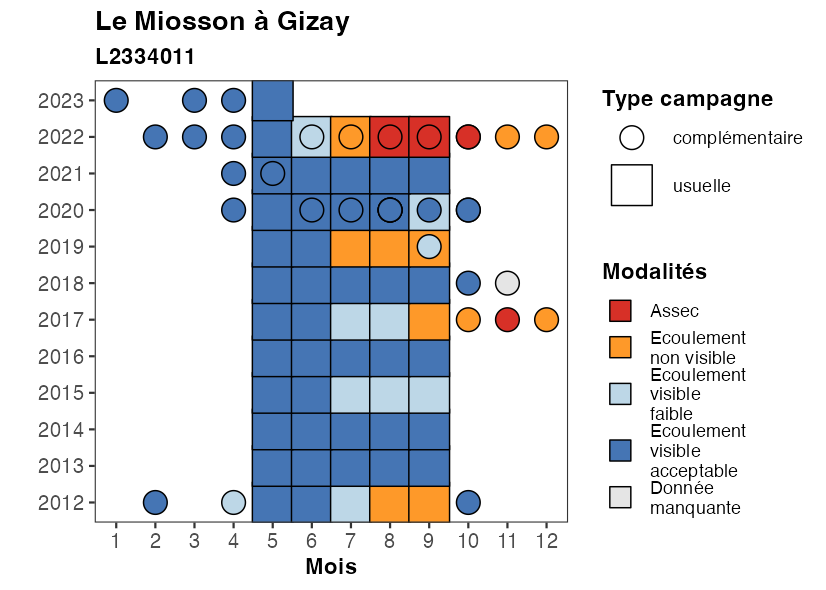 Le Miosson à Gizay
L2334011
2023
2022
2021
2020
2019
2018
2017
2016
2015
2014
2013
2012
1 2 3 4 5 6 7 8 9 10 11 12
Mois
Type campagne
complémentaire
usuelle
Modalités
Assec
Ecoulement
non visible
Ecoulement
visible
faible
Ecoulement
visible
acceptable
Donnée
manquante